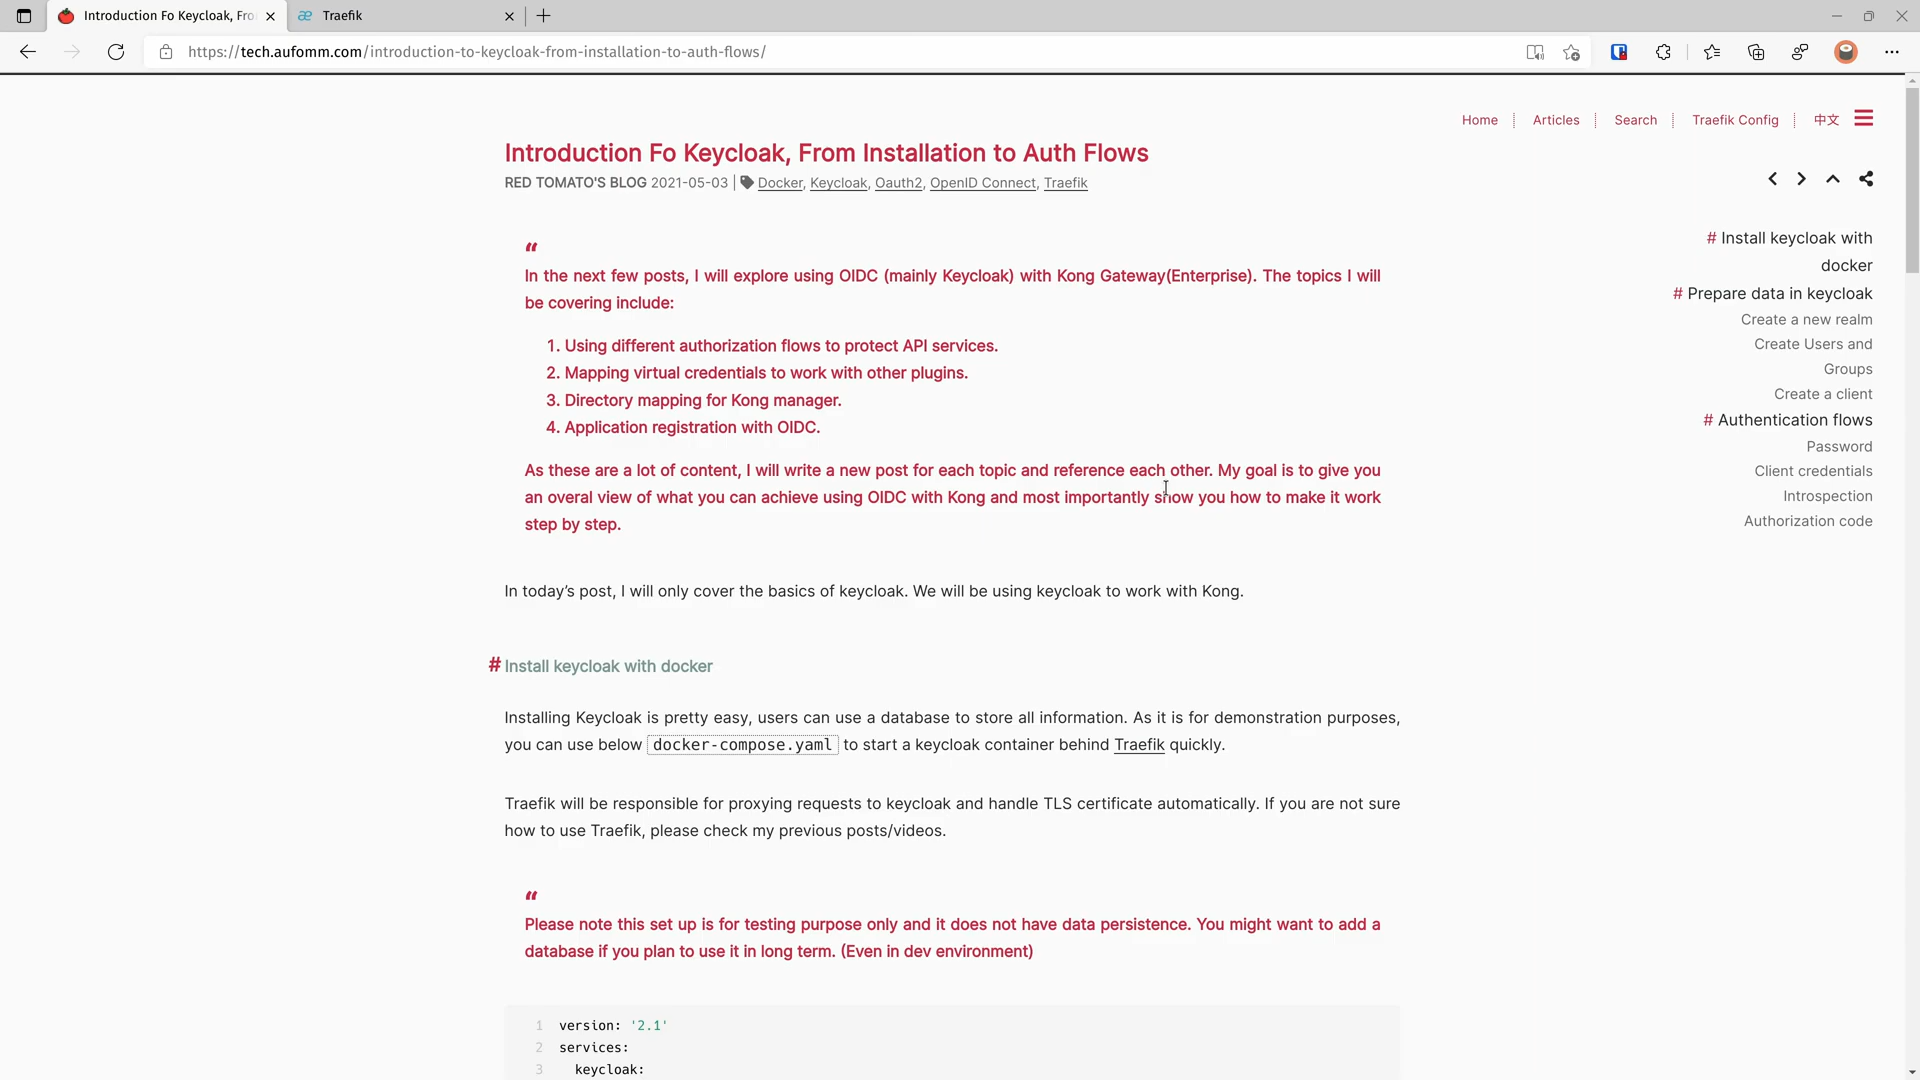 Introduction Fo Keycloak, Fro
Traefik
https://tech.aufomm.com/introduction-to-keycloak-from-installation-to-auth-flows/
Home
Articles
Search
Traefik Config
中文
Introduction Fo Keycloak, From Installation to Auth Flows
RED TOMATO'S BLOG 2021-05-03 | Docker, Keycloak, Oauth2, OpenID Connect, Traefik
“
In the next few posts, I will explore using OIDC (mainly Keycloak) with Kong Gateway(Enterprise). The topics I will
be covering include:
1. Using different authorization flows to protect API services.
2. Mapping virtual credentials to work with other plugins.
3. Directory mapping for Kong manager.
4. Application registration with OIDC.
As these are a lot of content, I will write a new post for each topic and reference each other. My goal is to give you
an overal view of what you can achieve using OIDC with Kong and most importantly show you how to make it work
step by step.
In today’s post, I will only cover the basics of keycloak. We will be using keycloak to work with Kong.
# Install keycloak with docker
Installing Keycloak is pretty easy, users can use a database to store all information. As it is for demonstration purposes,
you can use below docker-compose.yaml to start a keycloak container behind Traefik quickly.
Traefik will be responsible for proxying requests to keycloak and handle TLS certificate automatically. If you are not sure
how to use Traefik, please check my previous posts/videos.
“
Please note this set up is for testing purpose only and it does not have data persistence. You might want to add a
database if you plan to use it in long term. (Even in dev environment)
1 version: '2.1'
2 services:
3 keycloak:
# Install keycloak with
docker
# Prepare data in keycloak
Create a new realm
Create Users and
Groups
Create a client
# Authentication flows
Password
Client credentials
Introspection
Authorization code